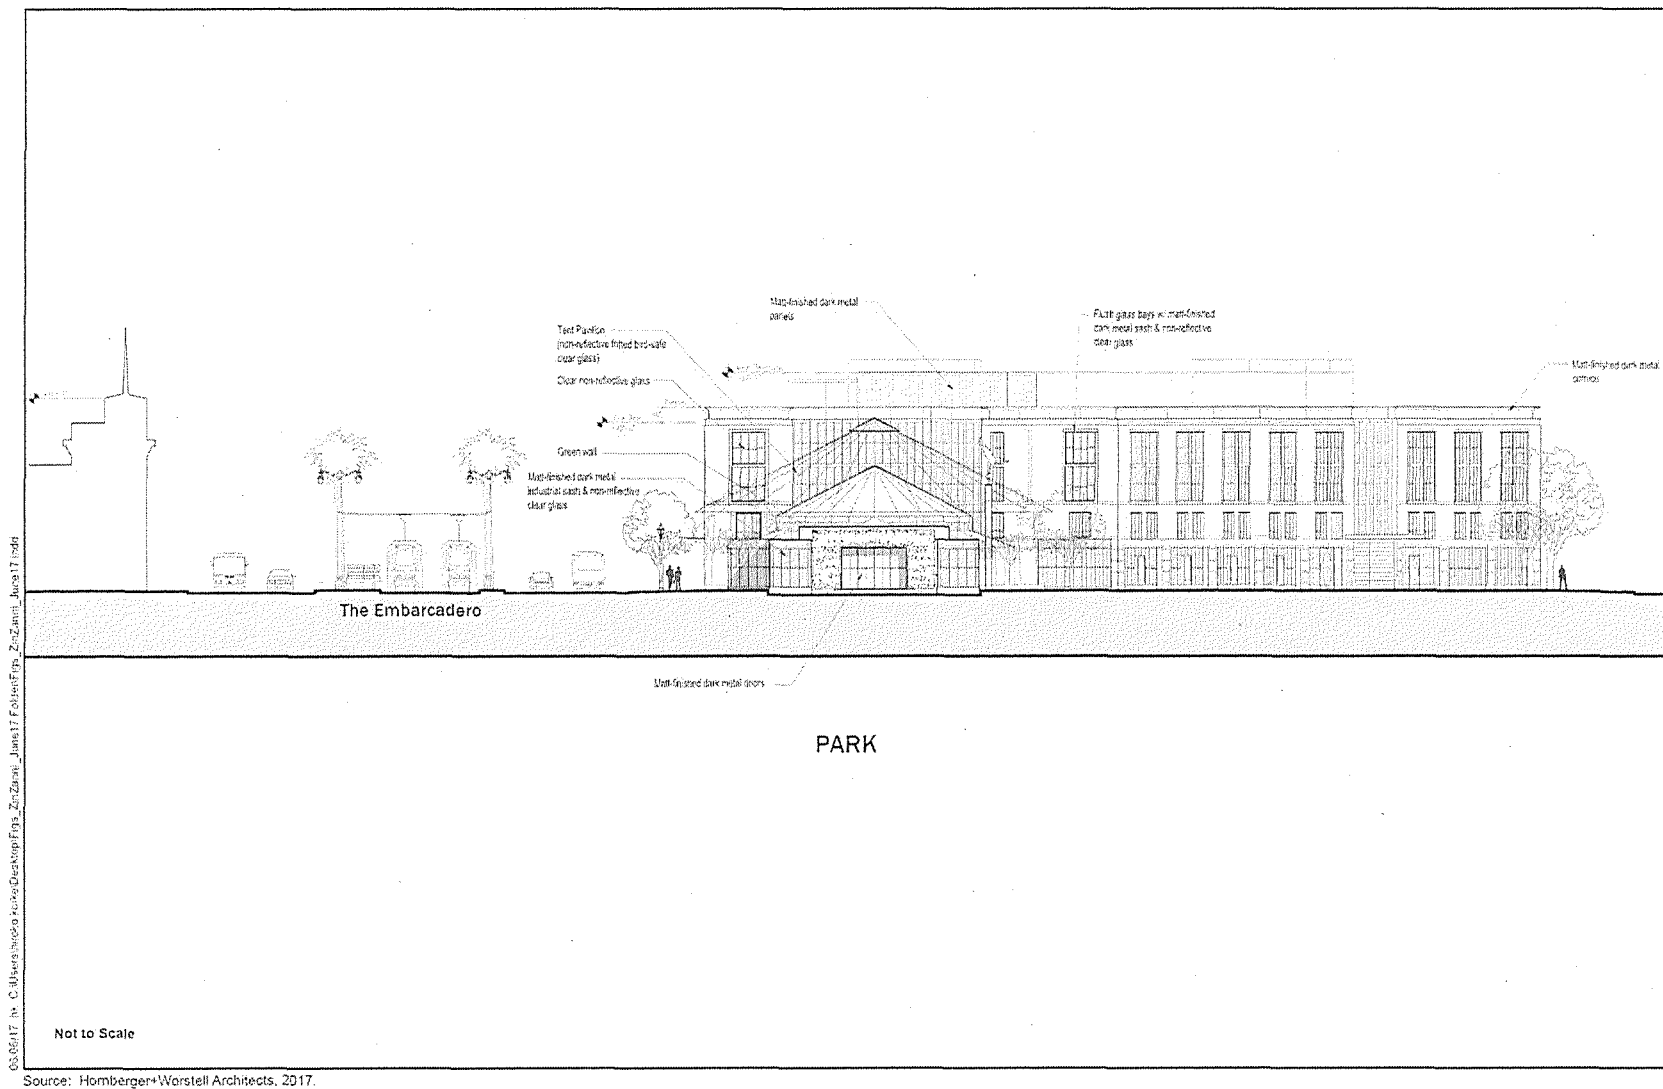 Matt-finished dark metal
panels
Flush glass bays w/ matt-finished
dark metal sash & non-reflective
clear glass
Tent Pavilion
(non-reflective fritted bird-safe
clear glass)
Clear non-reflective glass
Matt-finished dark metal
cornice
Green wall
Matt-finished dark metal
industrial sash & non-reflective
clear glass
The Embarcadero
Matt-finished dark metal doors
PARK
Not to Scale
Source: Hornberger+Worstell Architects, 2017.